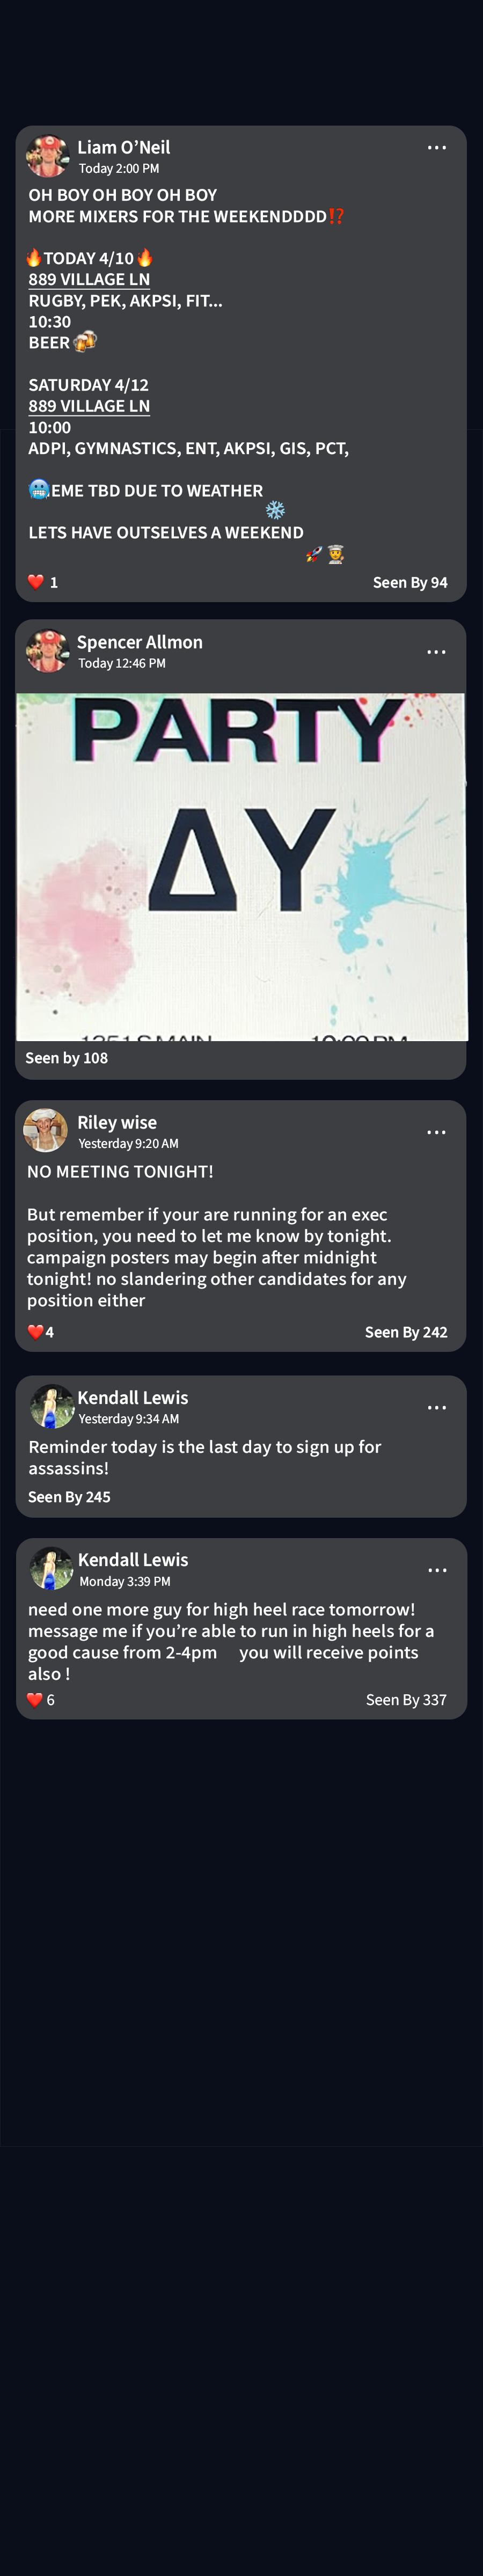 Liam O’Neil
Today 2:00 PM
OH BOY OH BOY OH BOY
MORE MIXERS FOR THE WEEKENDDDD⁉️
🔥TODAY 4/10🔥
889 VILLAGE LN
RUGBY, PEK, AKPSI, FIT...
10:30
BEER 🍻
SATURDAY 4/12
889 VILLAGE LN
10:00
ADPI, GYMNASTICS, ENT, AKPSI, GIS, PCT,
🥶EME TBD DUE TO WEATHER
❄️
LETS HAVE OUTSELVES A WEEKEND
🚀👨‍🍳
❤️ 1 Seen By 94
Spencer Allmon
Today 12:46 PM
PARTY
ΔΥ
1251 S MAIN 10:00 PM
Seen by 108
Riley wise
Yesterday 9:20 AM
NO MEETING TONIGHT!
But remember if your are running for an exec
position, you need to let me know by tonight.
campaign posters may begin after midnight
tonight! no slandering other candidates for any
position either
❤️4 Seen By 242
Kendall Lewis
Yesterday 9:34 AM
Reminder today is the last day to sign up for
assassins!
Seen By 245
Kendall Lewis
Monday 3:39 PM
need one more guy for high heel race tomorrow!
message me if you’re able to run in high heels for a
good cause from 2-4pm you will receive points
also !
❤️ 6 Seen By 337